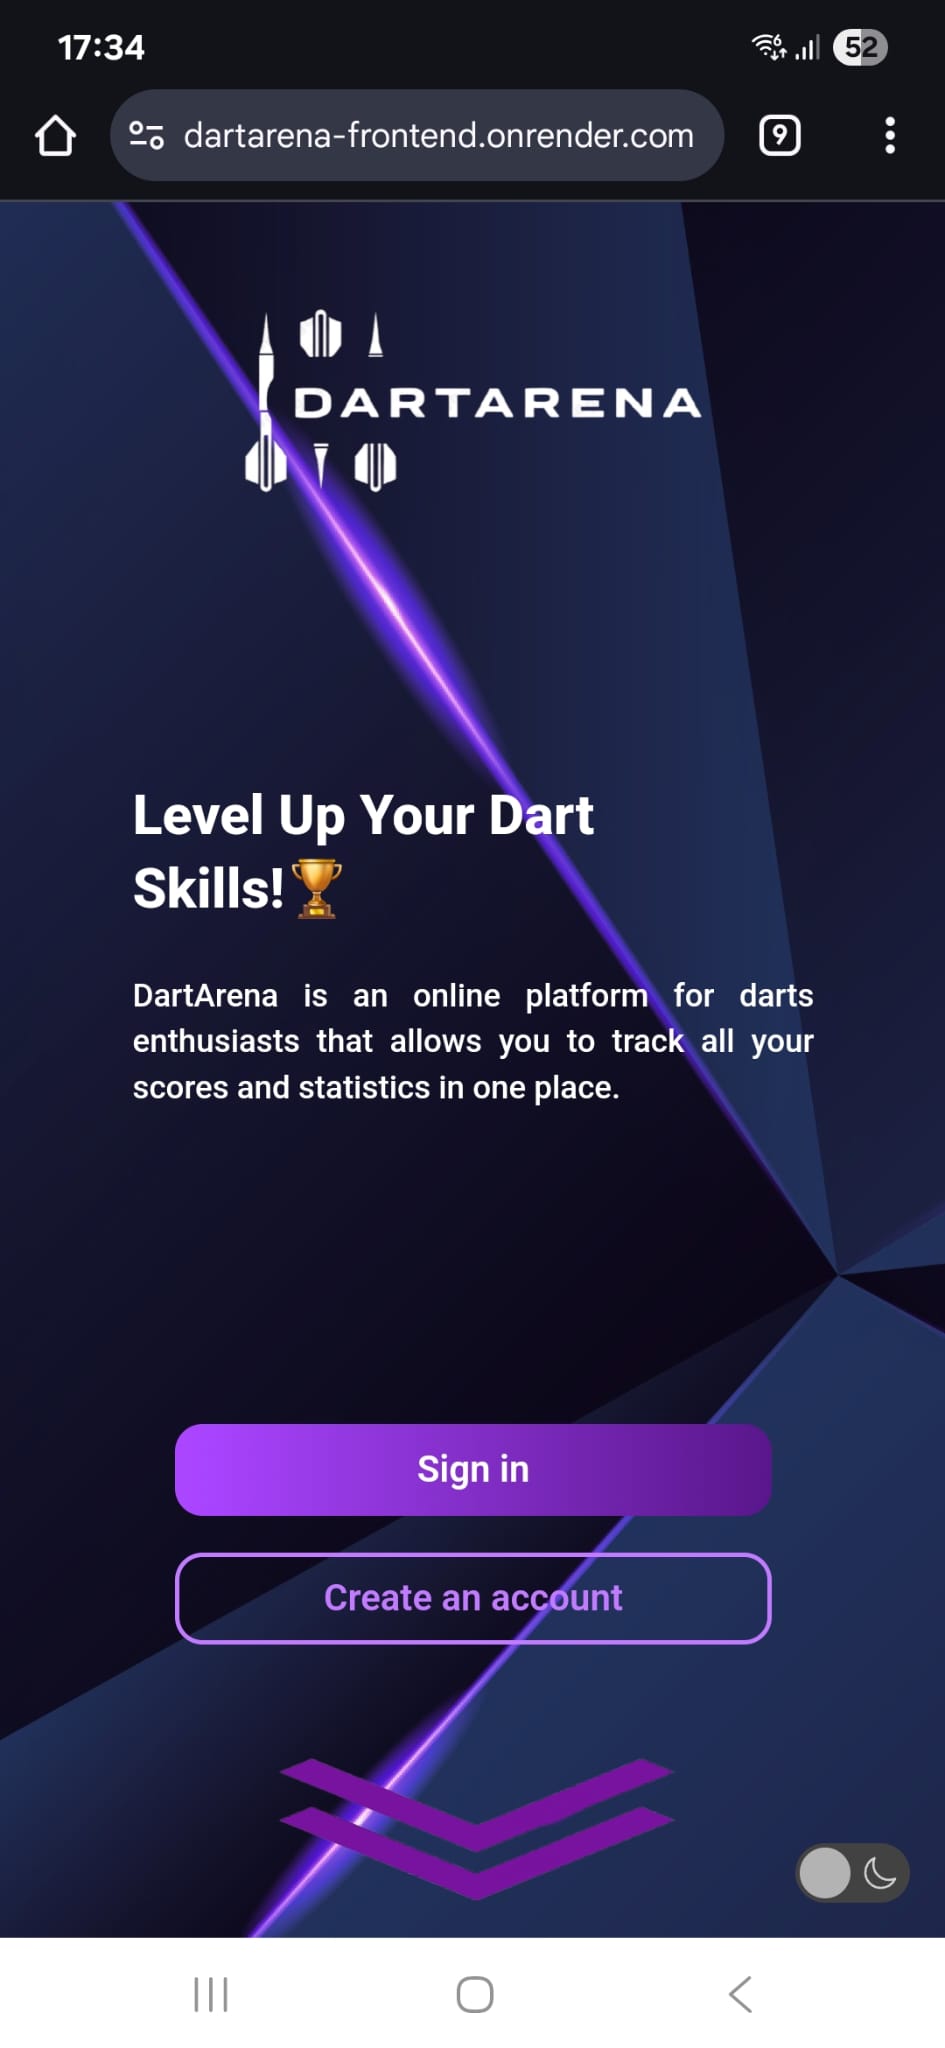 17:34
6
52
dartarena-frontend.onrender.com
9
DARTARENA
Level Up Your Dart
Skills!🏆
DartArena is an online platform for darts
enthusiasts that allows you to track all your
scores and statistics in one place.
Sign in
Create an account